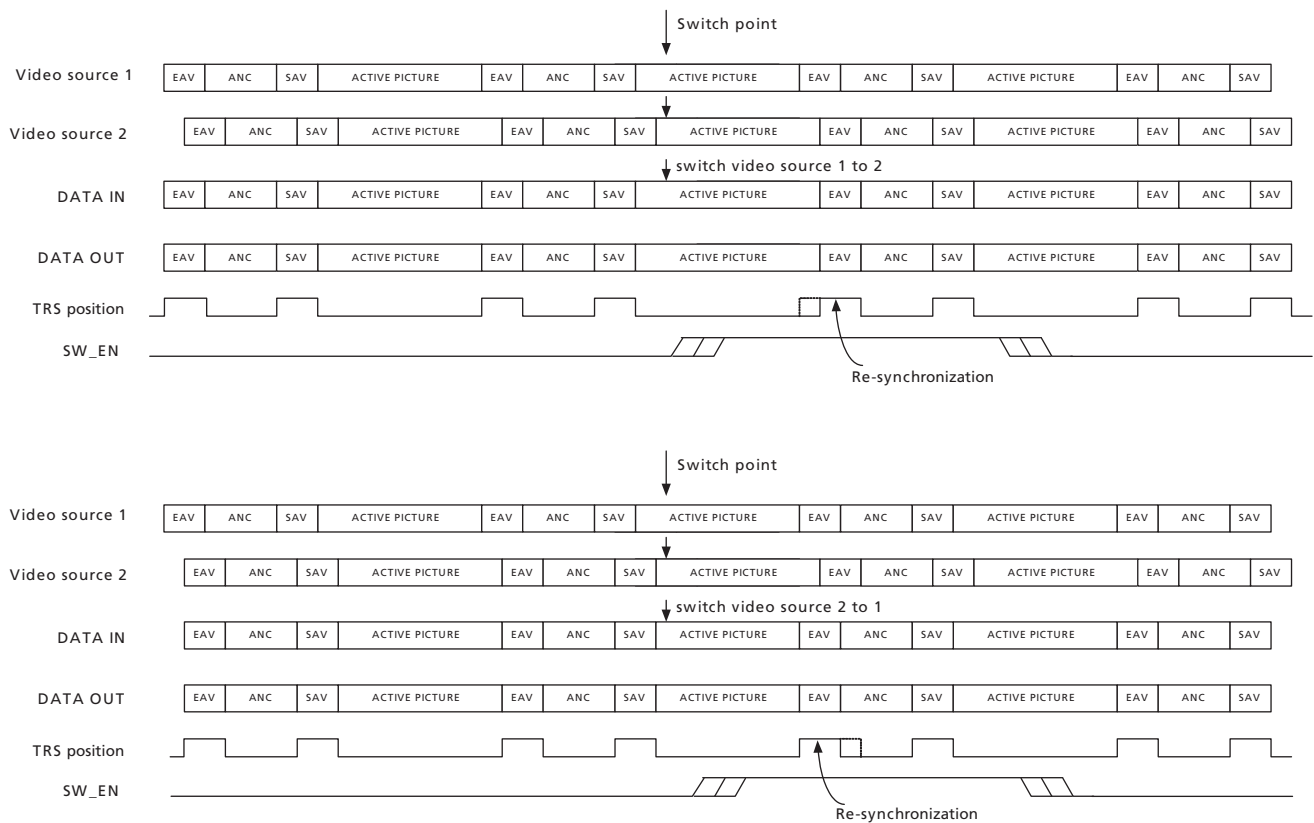 Switch point
Video source 1 EAV ANC SAV ACTIVE PICTURE EAV ANC SAV ACTIVE PICTURE EAV ANC SAV ACTIVE PICTURE EAV ANC SAV
Video source 2 EAV ANC SAV ACTIVE PICTURE EAV ANC SAV ACTIVE PICTURE EAV ANC SAV ACTIVE PICTURE EAV ANC SAV
switch video source 1 to 2
DATA IN EAV ANC SAV ACTIVE PICTURE EAV ANC SAV ACTIVE PICTURE EAV ANC SAV ACTIVE PICTURE EAV ANC SAV
DATA OUT EAV ANC SAV ACTIVE PICTURE EAV ANC SAV ACTIVE PICTURE EAV ANC SAV ACTIVE PICTURE EAV ANC SAV
TRS position
SW_EN
Re-synchronization
Switch point
Video source 1 EAV ANC SAV ACTIVE PICTURE EAV ANC SAV ACTIVE PICTURE EAV ANC SAV ACTIVE PICTURE EAV ANC SAV
Video source 2 EAV ANC SAV ACTIVE PICTURE EAV ANC SAV ACTIVE PICTURE EAV ANC SAV ACTIVE PICTURE EAV ANC SAV
switch video source 2 to 1
DATA IN EAV ANC SAV ACTIVE PICTURE EAV ANC SAV ACTIVE PICTURE EAV ANC SAV ACTIVE PICTURE EAV ANC SAV
DATA OUT EAV ANC SAV ACTIVE PICTURE EAV ANC SAV ACTIVE PICTURE EAV ANC SAV ACTIVE PICTURE EAV ANC SAV
TRS position
SW_EN
Re-synchronization